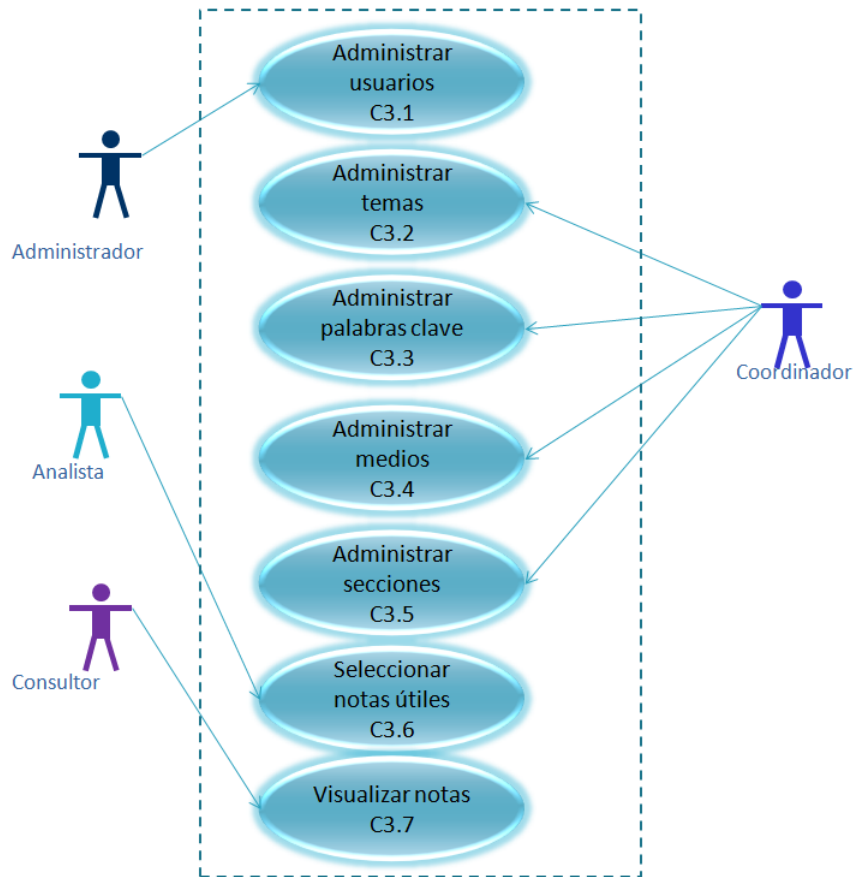 Administrar
usuarios
C3.1
Administrador
Administrar
temas
C3.2
Administrar
palabras clave
C3.3
Coordinador
Analista
Administrar
medios
C3.4
Administrar
secciones
C3.5
Consultor
Seleccionar
notas útiles
C3.6
Visualizar notas
C3.7